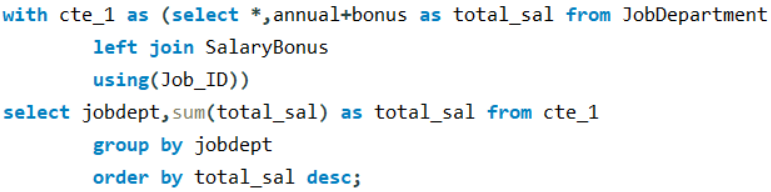 with cte_1 as (select *,annual+bonus as total_sal from JobDepartment
left join SalaryBonus
using(Job_ID))
select jobdept,sum(total_sal) as total_sal from cte_1
group by jobdept
order by total_sal desc;